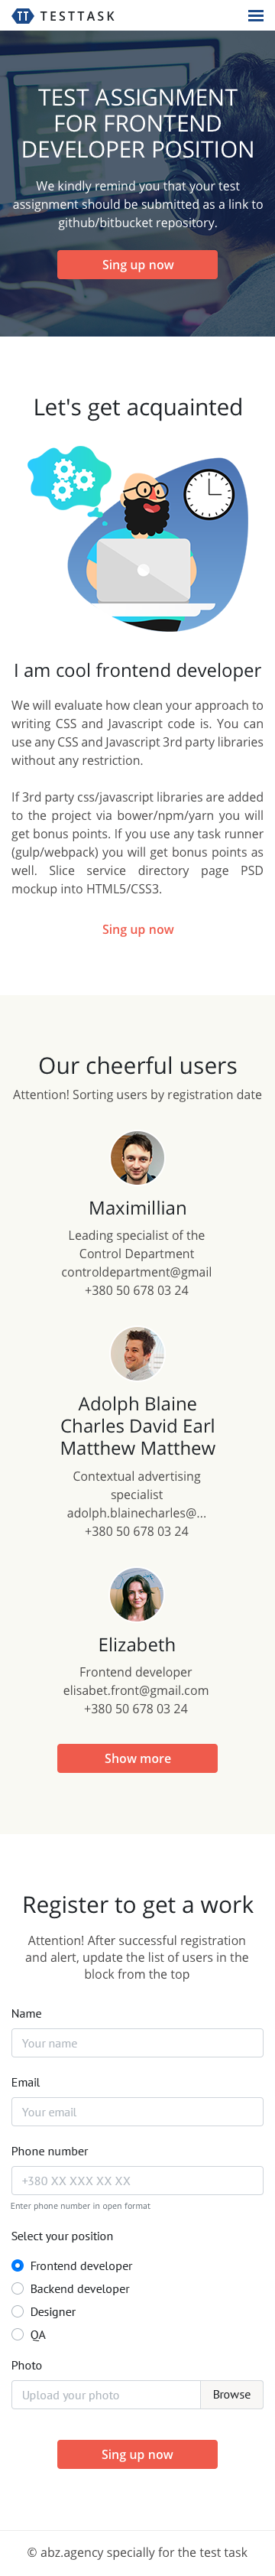 TT TESTTASK
TEST ASSIGNMENT
FOR FRONTEND
DEVELOPER POSITION
We kindly remind you that your test
assignment should be submitted as a link to
github/bitbucket repository.
Sing up now
Let's get acquainted
I am cool frontend developer
We will evaluate how clean your approach to
writing CSS and Javascript code is. You can
use any CSS and Javascript 3rd party libraries
without any restriction.
If 3rd party css/javascript libraries are added
to the project via bower/npm/yarn you will
get bonus points. If you use any task runner
(gulp/webpack) you will get bonus points as
well. Slice service directory page PSD
mockup into HTML5/CSS3.
Sing up now
Our cheerful users
Attention! Sorting users by registration date
Maximillian
Leading specialist of the
Control Department
controldepartment@gmail
+380 50 678 03 24
Adolph Blaine
Charles David Earl
Matthew Matthew
Contextual advertising
specialist
adolph.blainecharles@...
+380 50 678 03 24
Elizabeth
Frontend developer
elisabet.front@gmail.com
+380 50 678 03 24
Show more
Register to get a work
Attention! After successful registration
and alert, update the list of users in the
block from the top
Name
Your name
Email
Your email
Phone number
+380 XX XXX XX XX
Enter phone number in open format
Select your position
Frontend developer
Backend developer
Designer
QA
Photo
Upload your photo Browse
Sing up now
© abz.agency specially for the test task